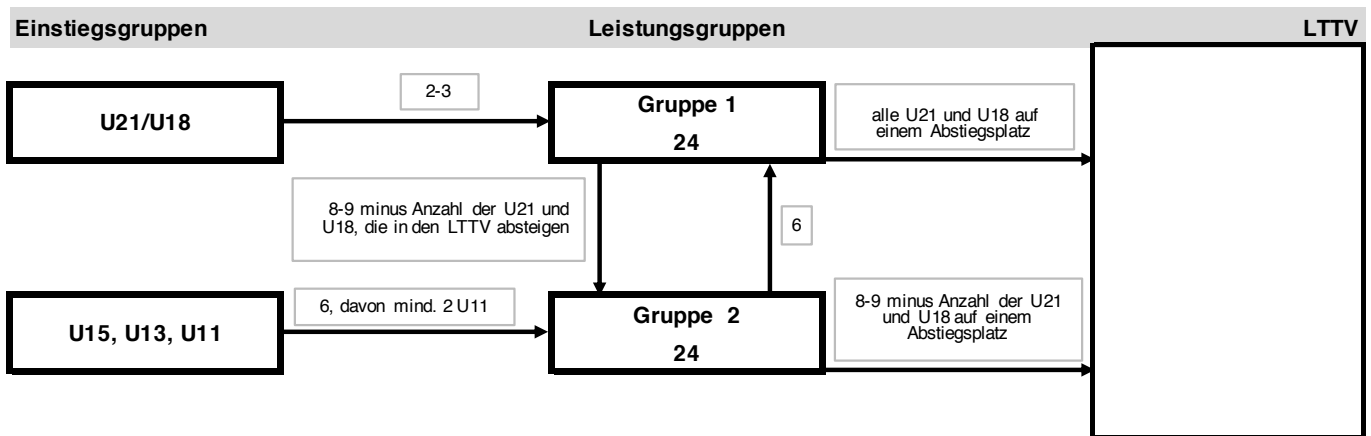 Einstiegsgruppen Leistungsgruppen LTTV
U21/U18
2-3
Gruppe 1
24
alle U21 und U18 auf
einem Abstiegsplatz
8-9 minus Anzahl der U21 und
U18, die in den LTTV absteigen
6
U15, U13, U11
6, davon mind. 2 U11
Gruppe 2
24
8-9 minus Anzahl der U21
und U18 auf einem
Abstiegsplatz